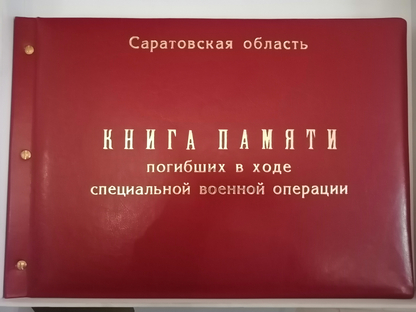 Саратовская область
КНИГА ПАМЯТИ
погибших в ходе
специальной военной операции